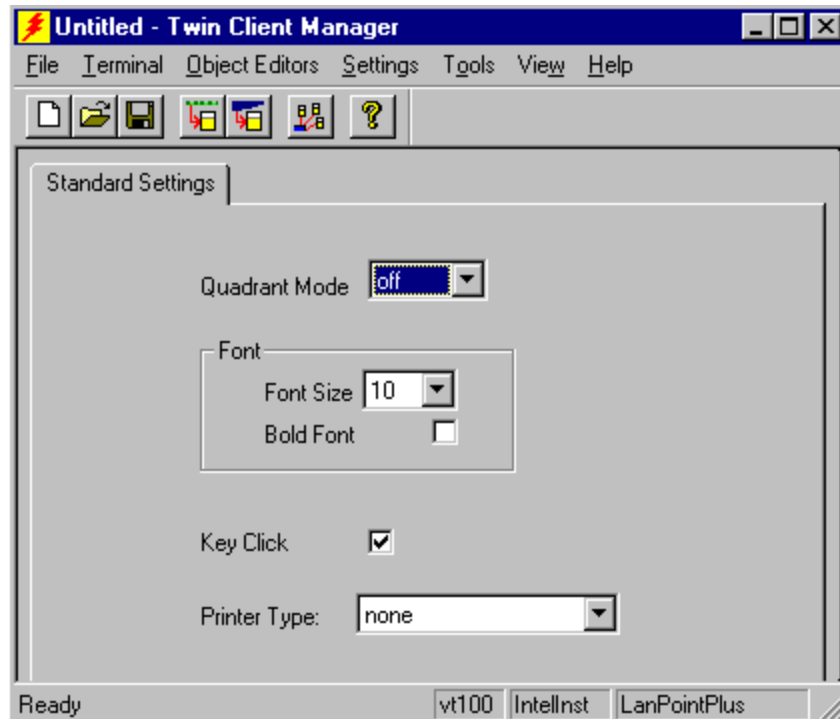 Untitled - Twin Client Manager
File Terminal Object Editors Settings Tools View Help
Standard Settings
Quadrant Mode off
Font
Font Size 10
Bold Font
Key Click
Printer Type: none
Ready vt100 IntelInst LanPointPlus